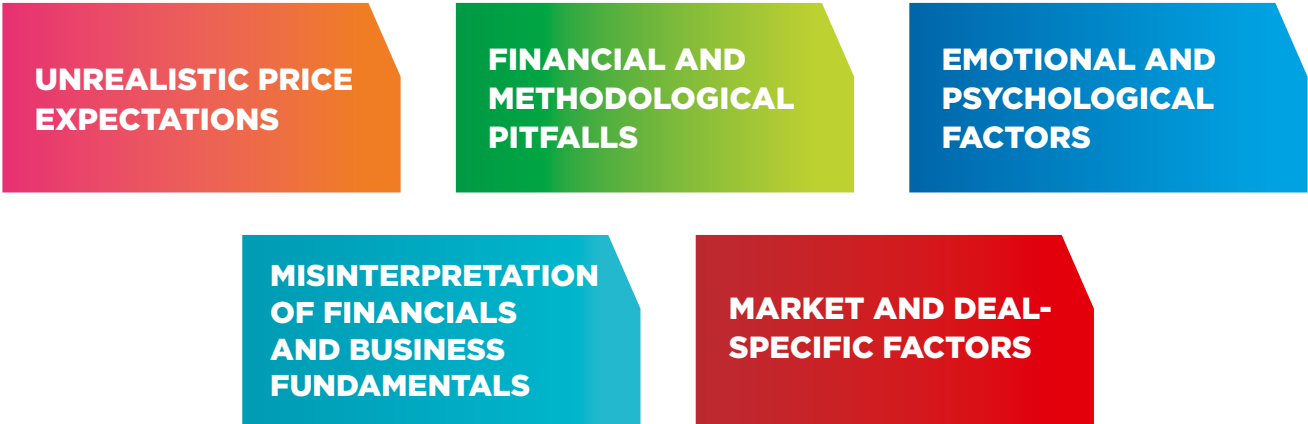 UNREALISTIC PRICE
EXPECTATIONS
FINANCIAL AND
METHODOLOGICAL
PITFALLS
EMOTIONAL AND
PSYCHOLOGICAL
FACTORS
MISINTERPRETATION
OF FINANCIALS
AND BUSINESS
FUNDAMENTALS
MARKET AND DEAL-
SPECIFIC FACTORS